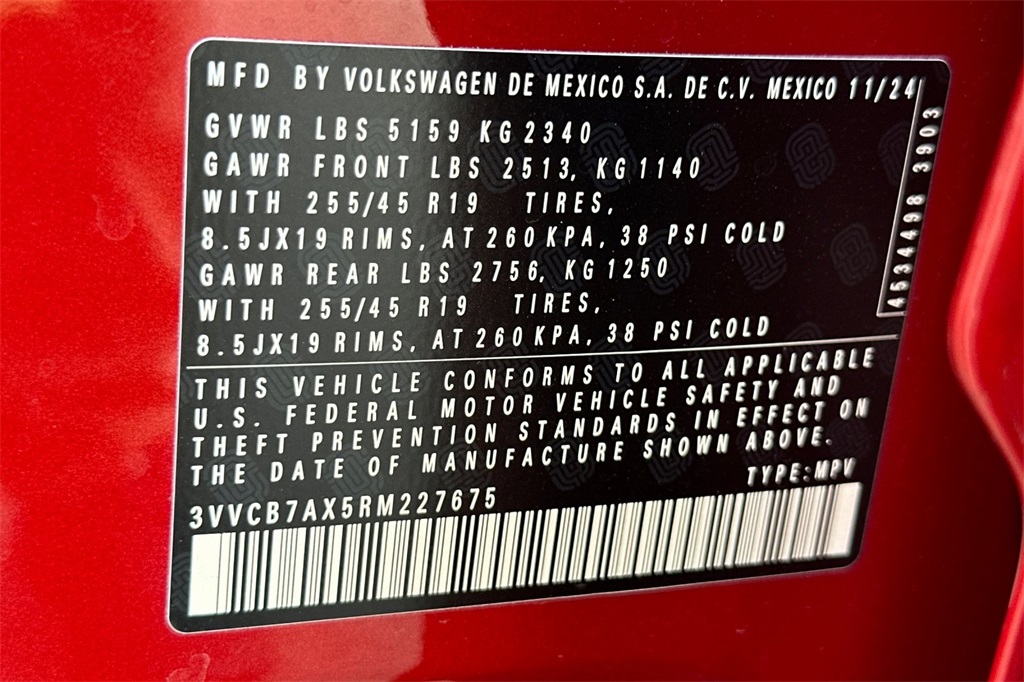 MFD BY VOLKSWAGEN DE MEXICO S.A. DE C.V. MEXICO 11/24
GVWR LBS 5159 KG 2340
GAWR FRONT LBS 2513, KG 1140
WITH 255/45 R19 TIRES,
8.5JX19 RIMS, AT 260 KPA, 38 PSI COLD
GAWR REAR LBS 2756, KG 1250
WITH 255/45 R19 TIRES,
8.5JX19 RIMS, AT 260 KPA, 38 PSI COLD
4534498 3903
THIS VEHICLE CONFORMS TO ALL APPLICABLE
U.S. FEDERAL MOTOR VEHICLE SAFETY AND
THEFT PREVENTION STANDARDS IN EFFECT ON
THE DATE OF MANUFACTURE SHOWN ABOVE.
TYPE:MPV
3VVCB7AX5RM227675